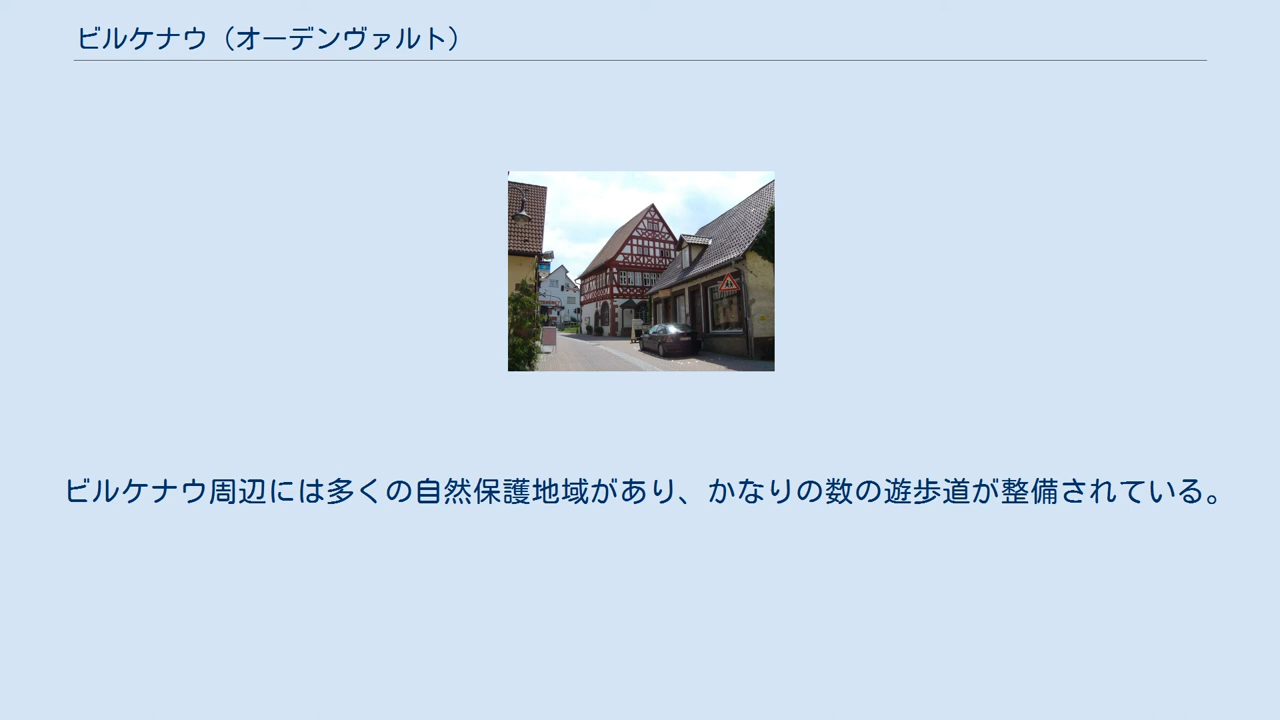 ビルケナウ（オーデンヴァルト）
ビルケナウ周辺には多くの自然保護地域があり、かなりの数の遊歩道が整備されている。